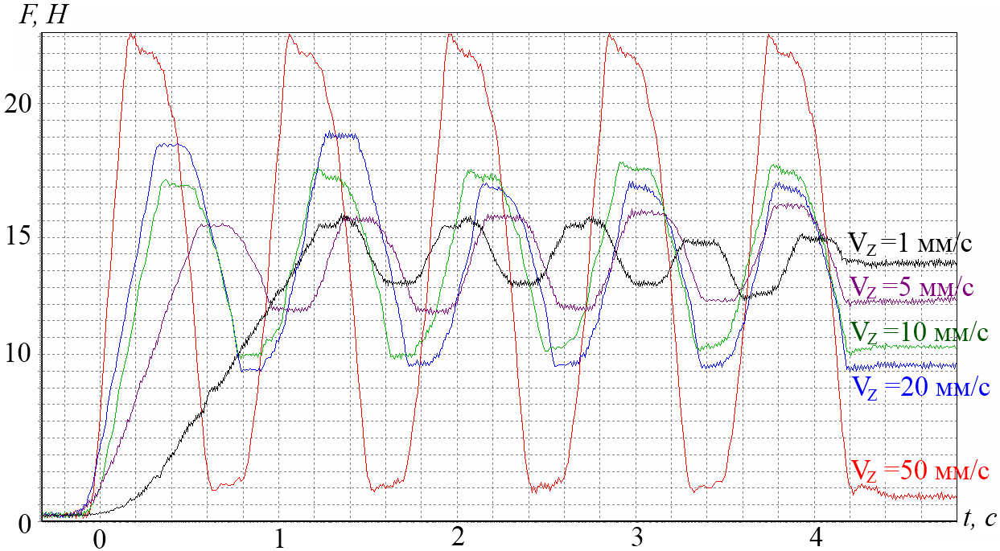 F, H
20
15
10
0
V_Z =1 мм/с
V_Z =5 мм/с
V_Z =10 мм/с
V_Z =20 мм/с
V_Z =50 мм/с
0 1 2 3 4
t, c